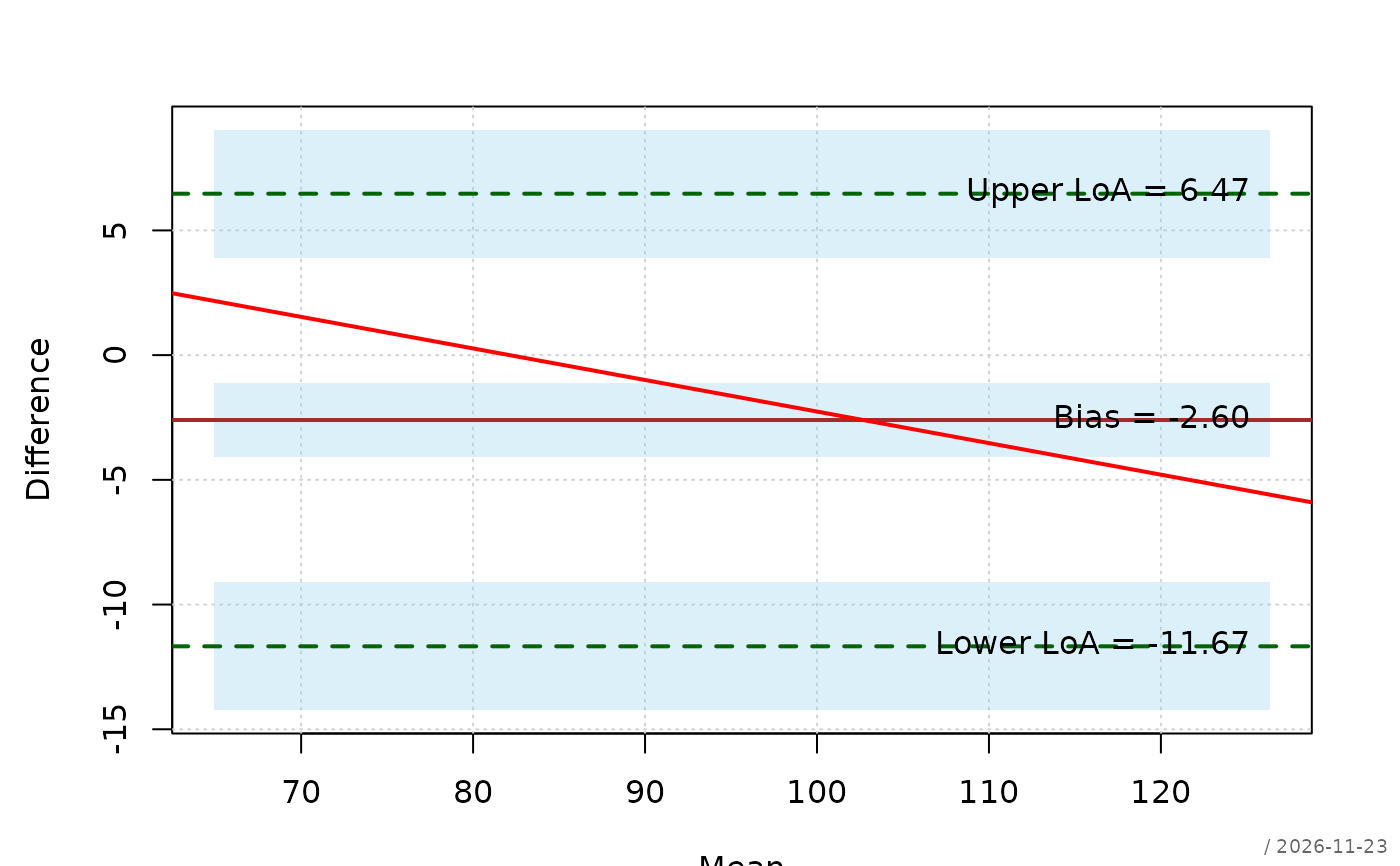 Upper LoA = 6.47
5
0
Bias = -2.60
-5
-10
Lower LoA = -11.67
-15
Difference
70 80 90 100 110 120
Mean
/ 2026-11-23